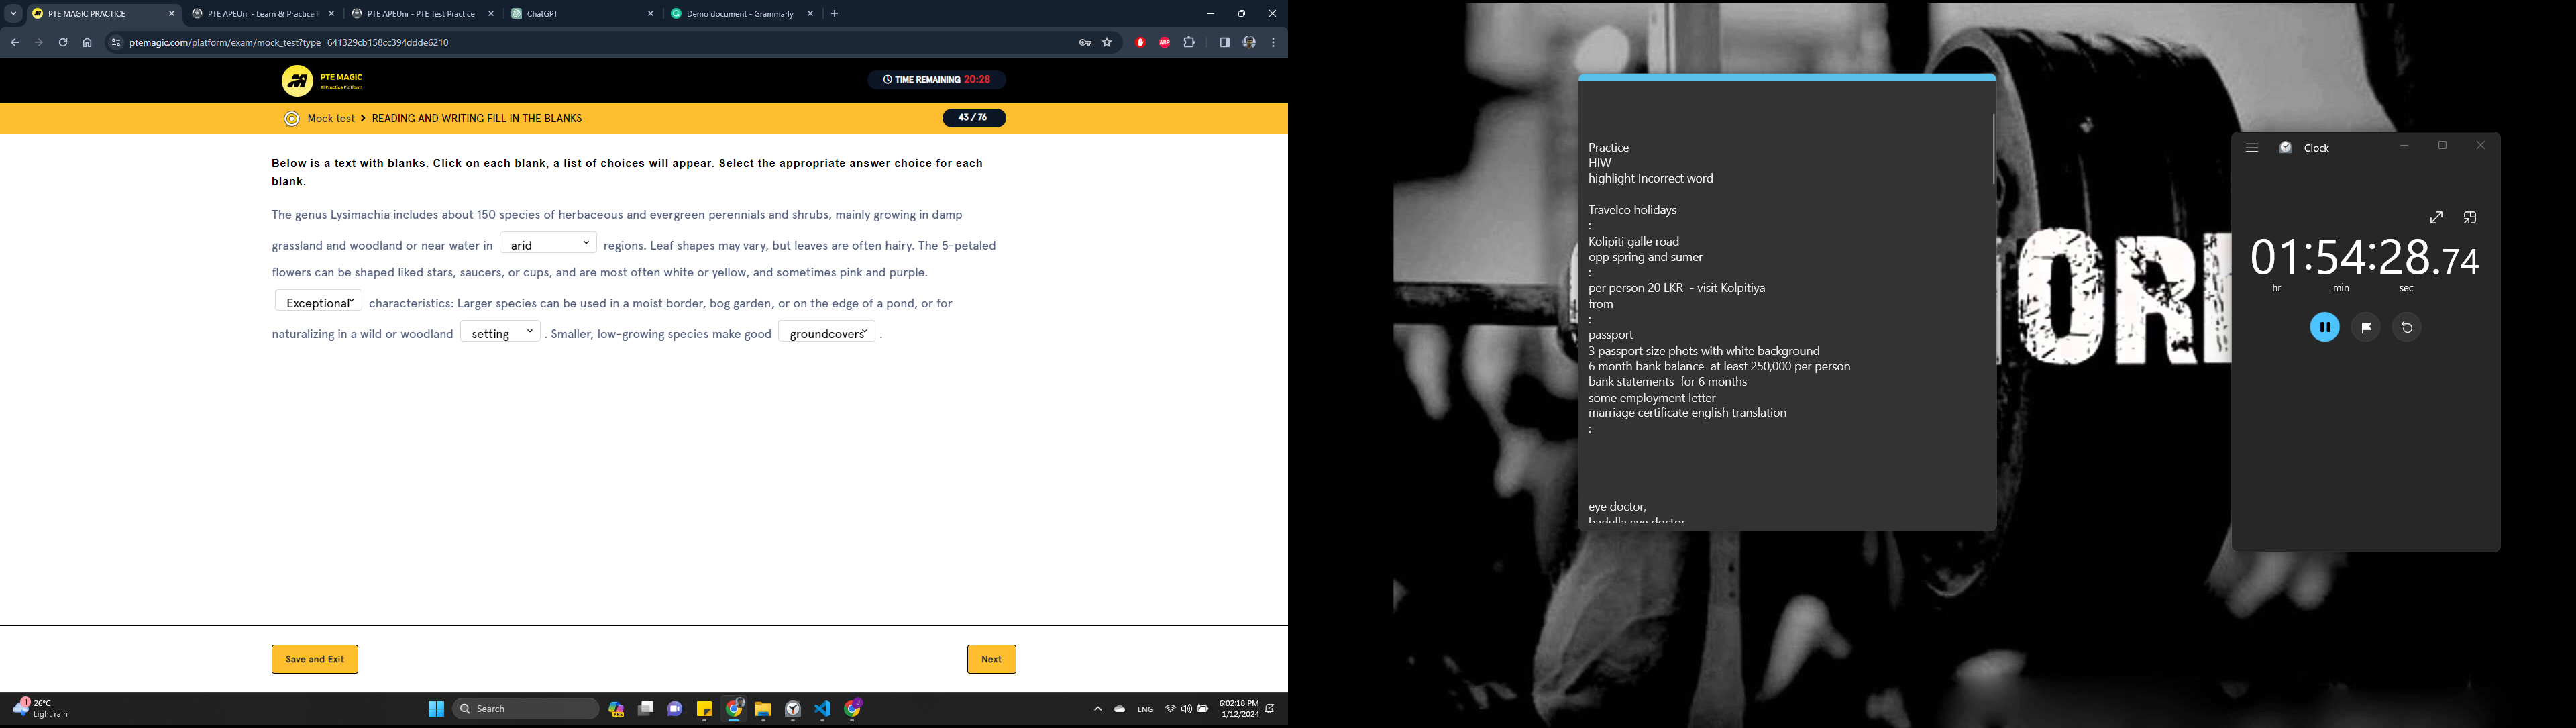 PTE MAGIC PRACTICE
PTE APEUni - Learn & Practice
PTE APEUni - PTE Test Practice
ChatGPT
Demo document - Grammarly
ptemagic.com/platform/exam/mock_test?type=641329cb158cc394ddde6210
ABP
PTE MAGIC
AI Practice Platform
TIME REMAINING 20:28
Mock test > READING AND WRITING FILL IN THE BLANKS
43 / 76
Below is a text with blanks. Click on each blank, a list of choices will appear. Select the appropriate answer choice for each
blank.
The genus Lysimachia includes about 150 species of herbaceous and evergreen perennials and shrubs, mainly growing in damp
grassland and woodland or near water in arid regions. Leaf shapes may vary, but leaves are often hairy. The 5-petaled
flowers can be shaped liked stars, saucers, or cups, and are most often white or yellow, and sometimes pink and purple.
Exceptional characteristics: Larger species can be used in a moist border, bog garden, or on the edge of a pond, or for
naturalizing in a wild or woodland setting . Smaller, low-growing species make good groundcovers .
Save and Exit
Next
1
26°C
Light rain
Search
ENG
6:02:18 PM
1/12/2024
Practice
HIW
highlight Incorrect word
Travelco holidays
:
Kolipiti galle road
opp spring and sumer
:
per person 20 LKR - visit Kolpitiya
from
:
passport
3 passport size phots with white background
6 month bank balance at least 250,000 per person
bank statements for 6 months
some employment letter
marriage certificate english translation
:
eye doctor,
badulla eye doctor
Clock
01:54:28.74
hr min sec